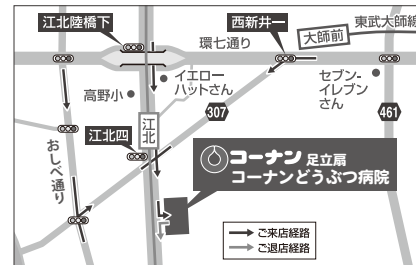 江北陸橋下
西新井一
東武大師線
環七通り
大師前
イエロー
ハットさん
高野小
セブン-
イレブン
さん
307
461
江北
江北四
おしべ通り
コーナン 足立扇
コーナンどうぶつ病院
ご来店経路
ご退店経路